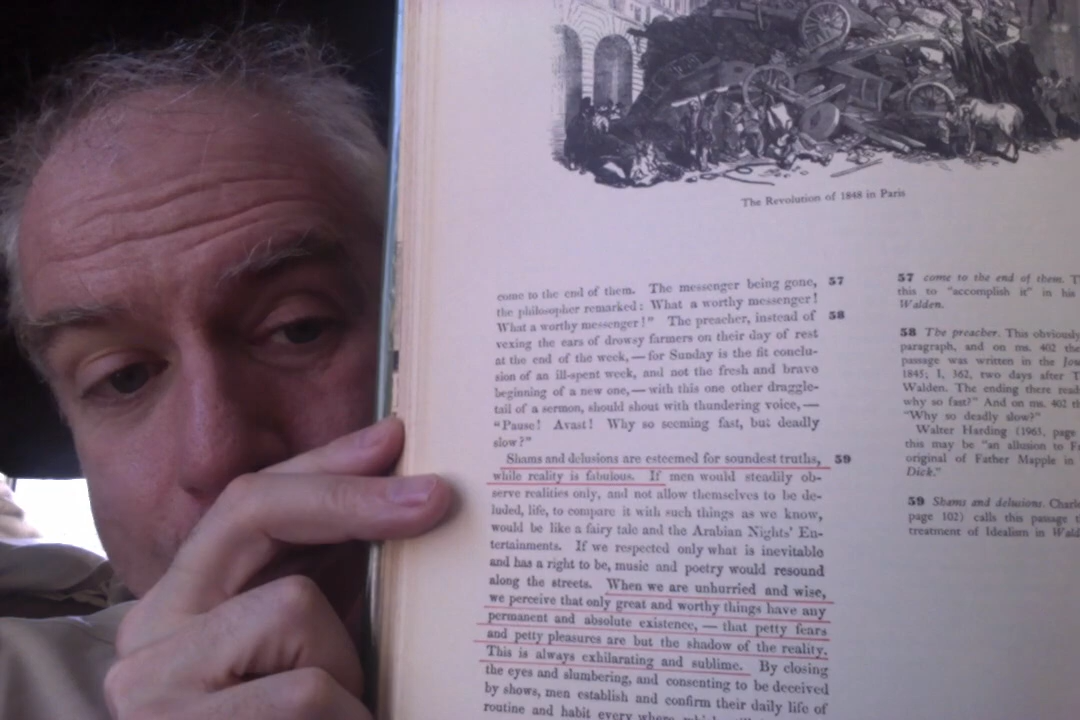 The Revolution of 1848 in Paris
come to the end of them. The messenger being gone, 57
the philosopher remarked: What a worthy messenger!
What a worthy messenger!" The preacher, instead of 58
vexing the ears of drowsy farmers on their day of rest
at the end of the week,—for Sunday is the fit conclu-
sion of an ill-spent week, and not the fresh and brave
beginning of a new one,—with this one other draggle-
tail of a sermon, should shout with thundering voice,—
"Pause! Avast! Why so seeming fast, but deadly
slow?"
Shams and delusions are esteemed for soundest truths, 59
while reality is fabulous. If men would steadily ob-
serve realities only, and not allow themselves to be de-
luded, life, to compare it with such things as we know,
would be like a fairy tale and the Arabian Nights' En-
tertainments. If we respected only what is inevitable
and has a right to be, music and poetry would resound
along the streets. When we are unhurried and wise,
we perceive that only great and worthy things have any
permanent and absolute existence,—that petty fears
and petty pleasures are but the shadow of the reality.
This is always exhilarating and sublime. By closing
the eyes and slumbering, and consenting to be deceived
by shows, men establish and confirm their daily life of
routine and habit every where, which
57 come to the end of them. T
this to "accomplish it" in his
Walden.
58 The preacher. This obviously
paragraph, and on ms. 402 the
passage was written in the Jou
1845; I, 362, two days after T
Walden. The ending there read
why so fast?" And on ms. 402 th
"Why so deadly slow?"
Walter Harding (1963, page
this may be "an allusion to Fa
original of Father Mapple in
Dick."
59 Shams and delusions. Charl
page 102) calls this passage t
treatment of Idealism in Wald